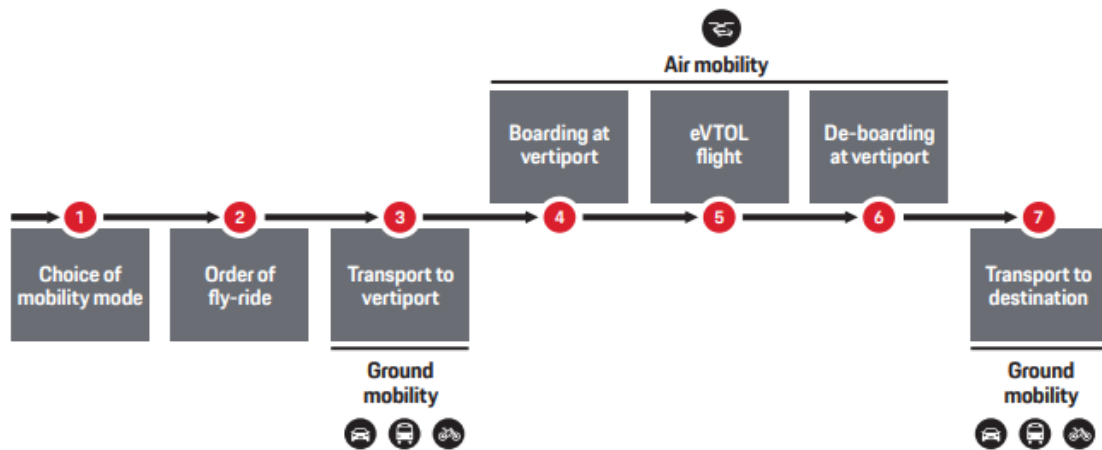 Air mobility
Boarding at
vertiport
eVTOL
flight
De-boarding
at vertiport
1
2
3
4
5
6
7
Choice of
mobility mode
Order of
fly-ride
Transport to
vertiport
Transport to
destination
Ground
mobility
Ground
mobility